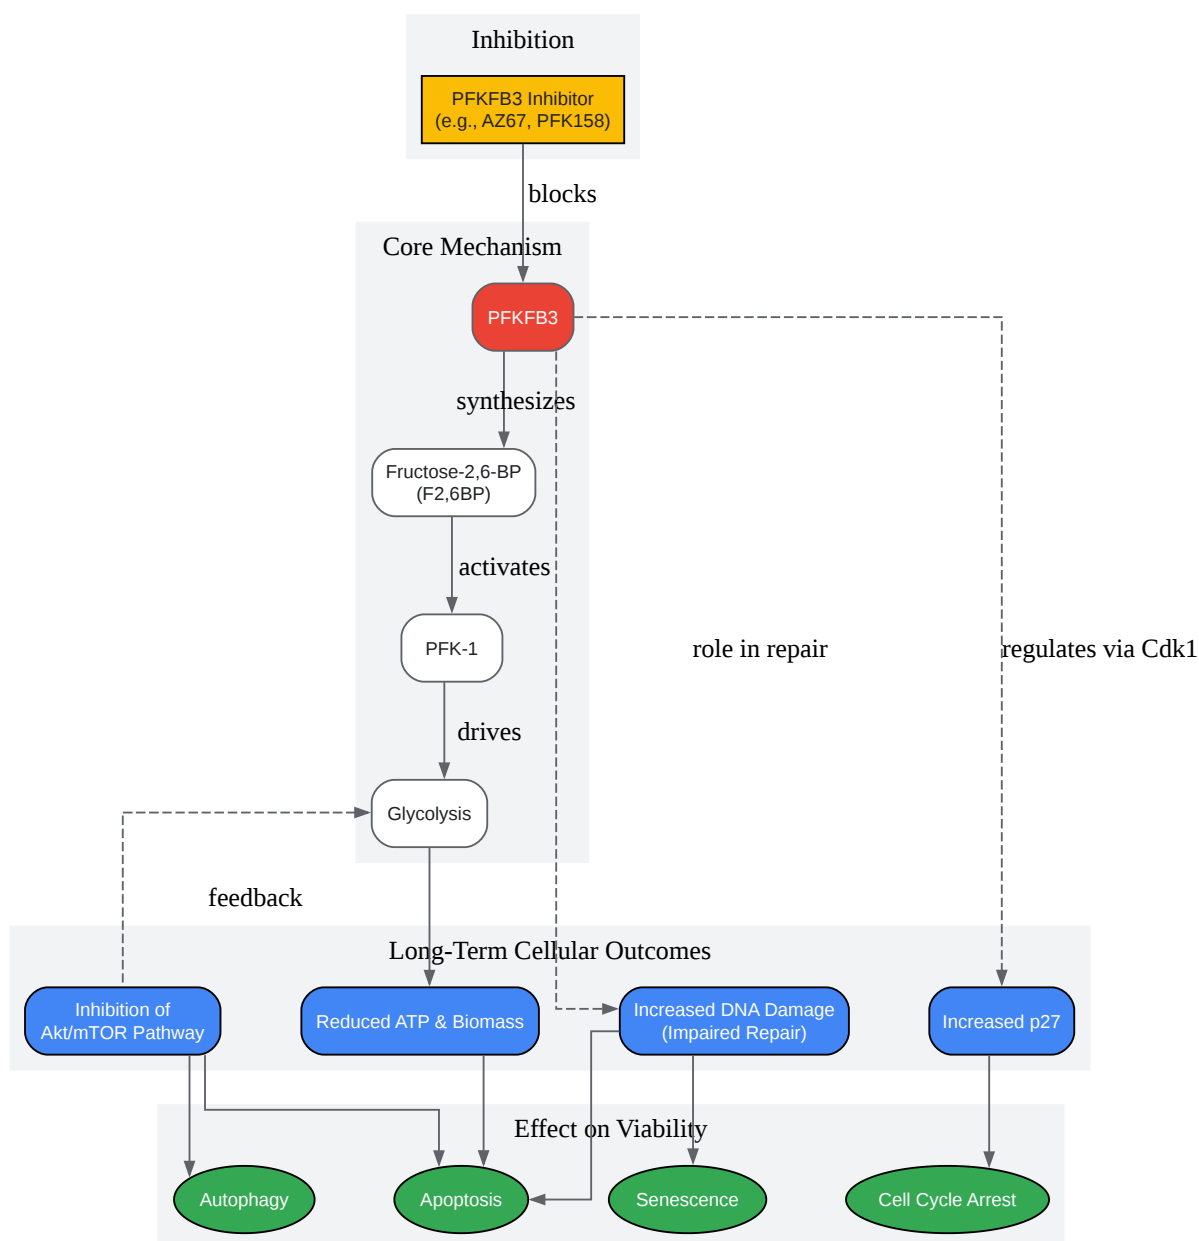 Inhibition
PFKFB3 Inhibitor
(e.g., AZ67, PFK158)
blocks
Core Mechanism
PFKFB3
synthesizes
Fructose-2,6-BP
(F2,6BP)
activates
PFK-1
role in repair
regulates via Cdk1
drives
Glycolysis
feedback
Long-Term Cellular Outcomes
Inhibition of
Akt/mTOR Pathway
Reduced ATP & Biomass
Increased DNA Damage
(Impaired Repair)
Increased p27
Effect on Viability
Autophagy
Apoptosis
Senescence
Cell Cycle Arrest